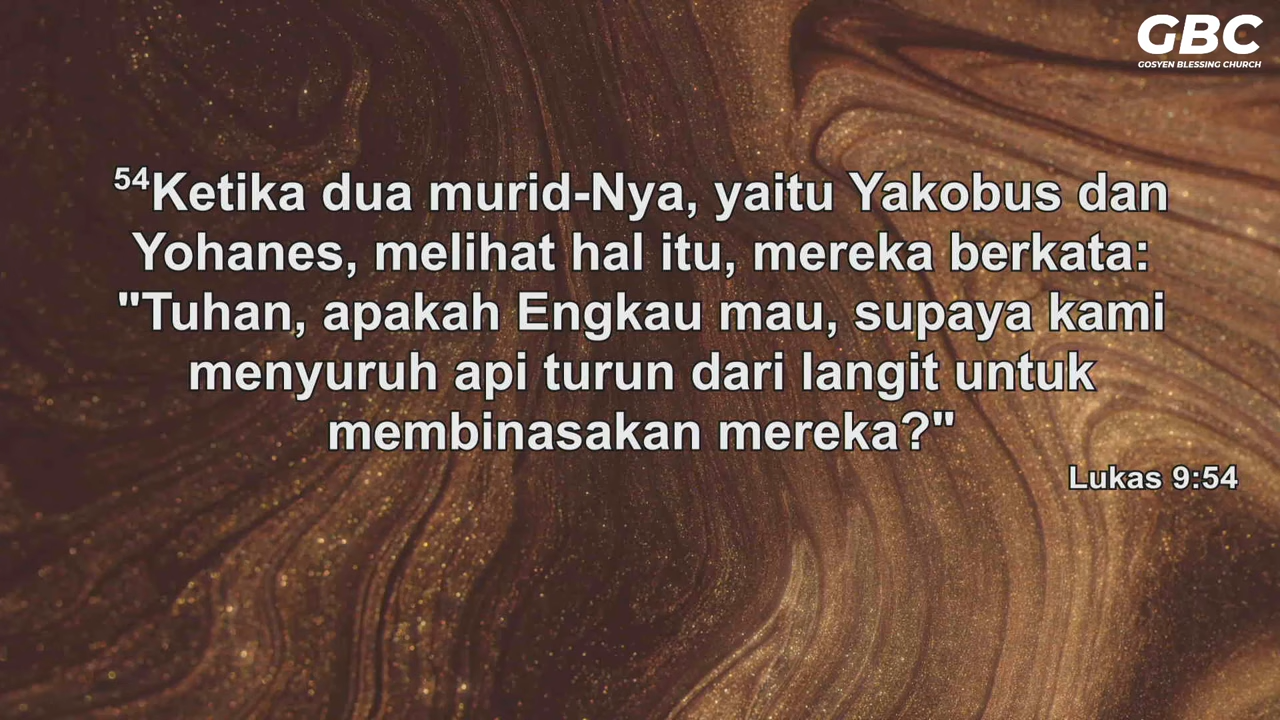 GBC
GOSYEN BLESSING CHURCH
54Ketika dua murid-Nya, yaitu Yakobus dan
Yohanes, melihat hal itu, mereka berkata:
"Tuhan, apakah Engkau mau, supaya kami
menyuruh api turun dari langit untuk
membinasakan mereka?"
Lukas 9:54